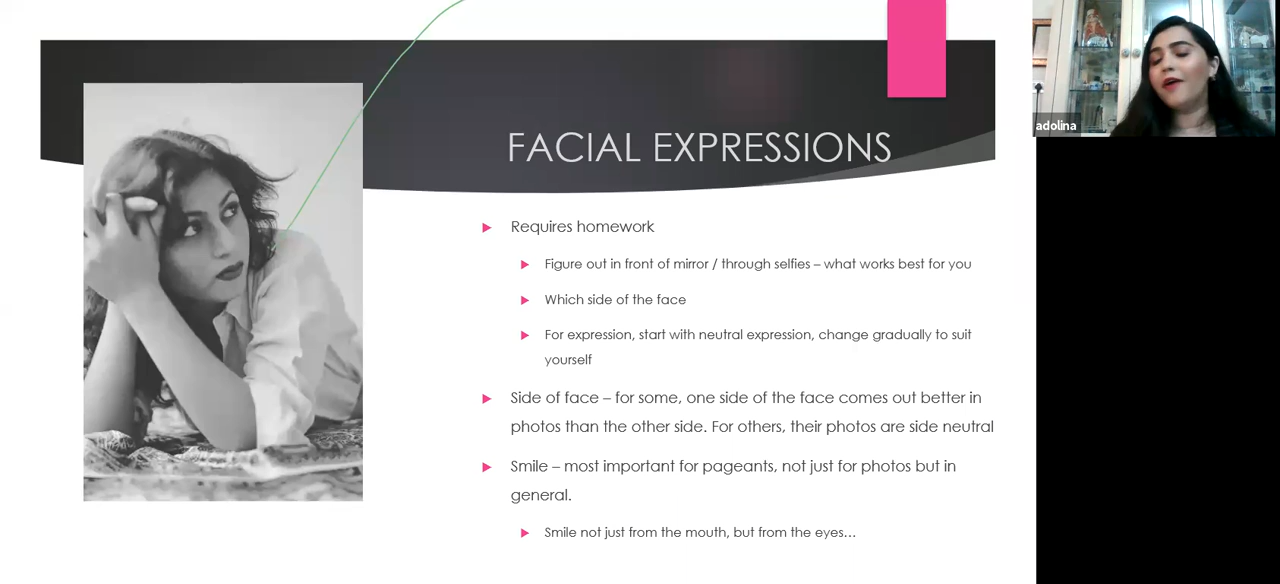 FACIAL EXPRESSIONS
Requires homework
Figure out in front of mirror / through selfies – what works best for you
Which side of the face
For expression, start with neutral expression, change gradually to suit
yourself
Side of face – for some, one side of the face comes out better in
photos than the other side. For others, their photos are side neutral
Smile – most important for pageants, not just for photos but in
general.
Smile not just from the mouth, but from the eyes…
adolina